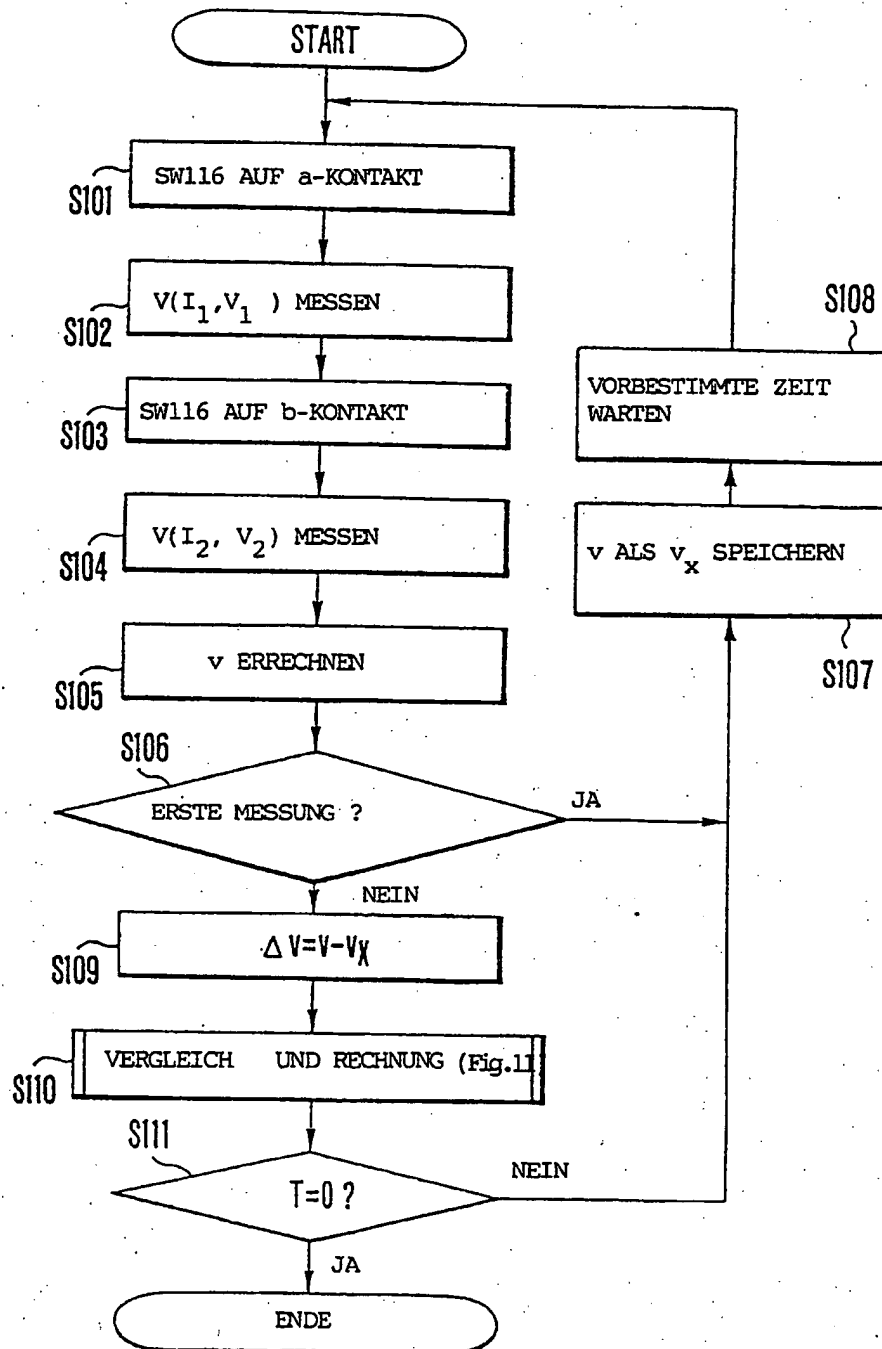 START
SW116 AUF a-KONTAKT
S101
V(I₁,V₁ ) MESSEN
S102
SW116 AUF b-KONTAKT
S103
V(I₂, V₂) MESSEN
S104
v ERRECHNEN
S105
S106
ERSTE MESSUNG ?
JA
NEIN
ΔV=V-Vx
S109
VERGLEICH UND RECHNUNG (Fig.11
S110
S111
T=0 ?
NEIN
JA
ENDE
S108
VORBESTIMMTE ZEIT
WARTEN
v ALS vx SPEICHERN
S107